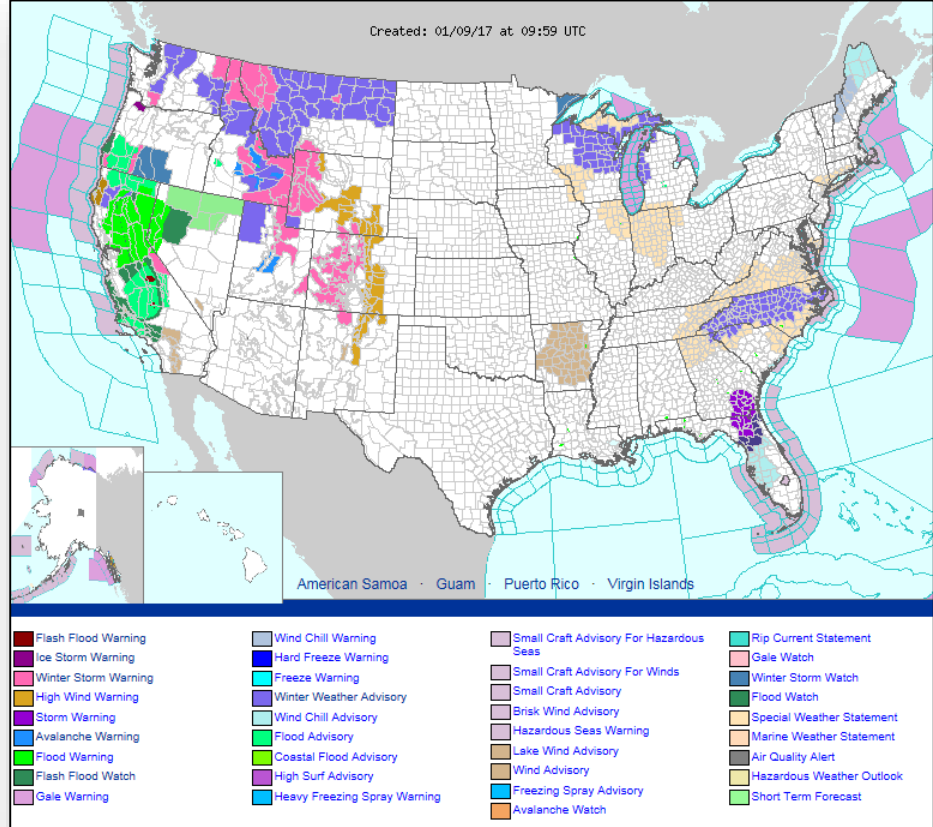 Created: 01/09/17 at 09:59 UTC
American Samoa · Guam · Puerto Rico · Virgin Islands
Flash Flood Warning
Ice Storm Warning
Winter Storm Warning
High Wind Warning
Storm Warning
Avalanche Warning
Flood Warning
Flash Flood Watch
Gale Warning
Wind Chill Warning
Hard Freeze Warning
Freeze Warning
Winter Weather Advisory
Wind Chill Advisory
Flood Advisory
Coastal Flood Advisory
High Surf Advisory
Heavy Freezing Spray Warning
Small Craft Advisory For Hazardous
Seas
Small Craft Advisory For Winds
Small Craft Advisory
Brisk Wind Advisory
Hazardous Seas Warning
Lake Wind Advisory
Wind Advisory
Freezing Spray Advisory
Avalanche Watch
Rip Current Statement
Gale Watch
Winter Storm Watch
Flood Watch
Special Weather Statement
Marine Weather Statement
Air Quality Alert
Hazardous Weather Outlook
Short Term Forecast